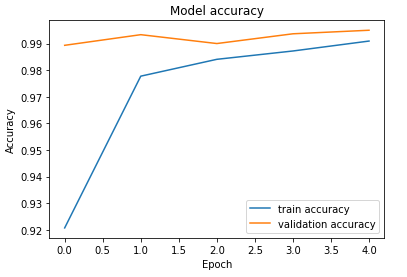 Model accuracy
Accuracy
0.99
0.98
0.97
0.96
0.95
0.94
0.93
0.92
0.0 0.5 1.0 1.5 2.0 2.5 3.0 3.5 4.0
Epoch
train accuracy
validation accuracy